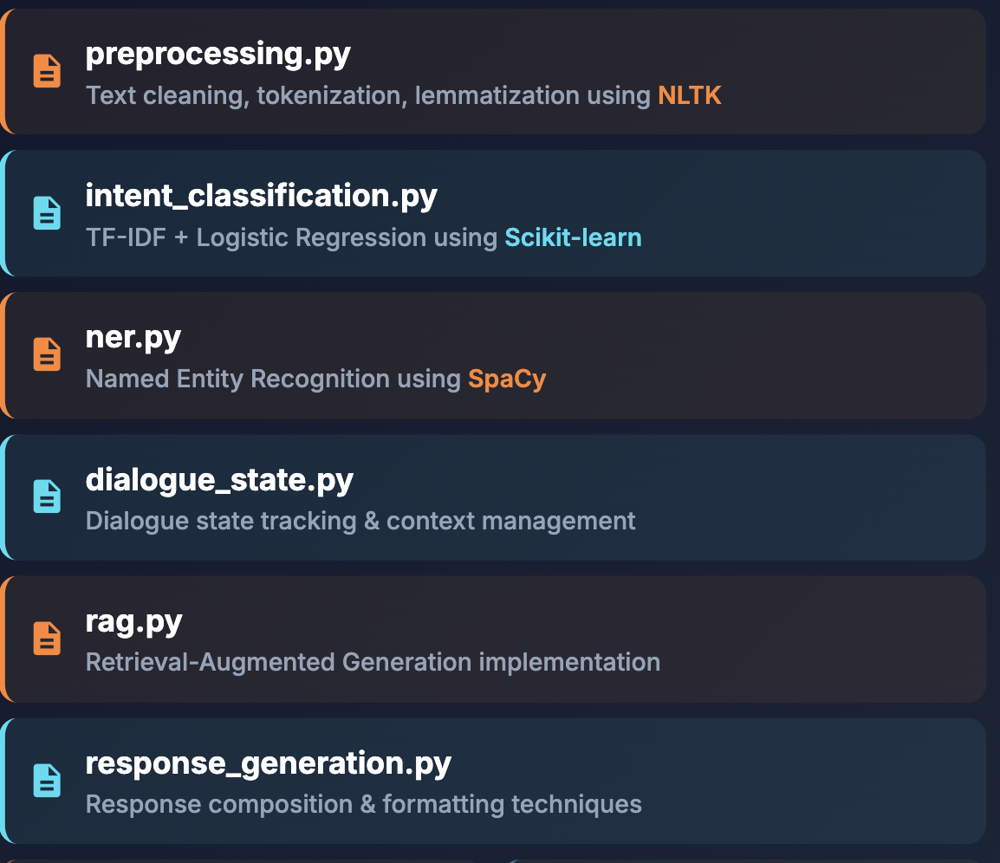 preprocessing.py
Text cleaning, tokenization, lemmatization using NLTK
intent_classification.py
TF-IDF + Logistic Regression using Scikit-learn
ner.py
Named Entity Recognition using SpaCy
dialogue_state.py
Dialogue state tracking & context management
rag.py
Retrieval-Augmented Generation implementation
response_generation.py
Response composition & formatting techniques